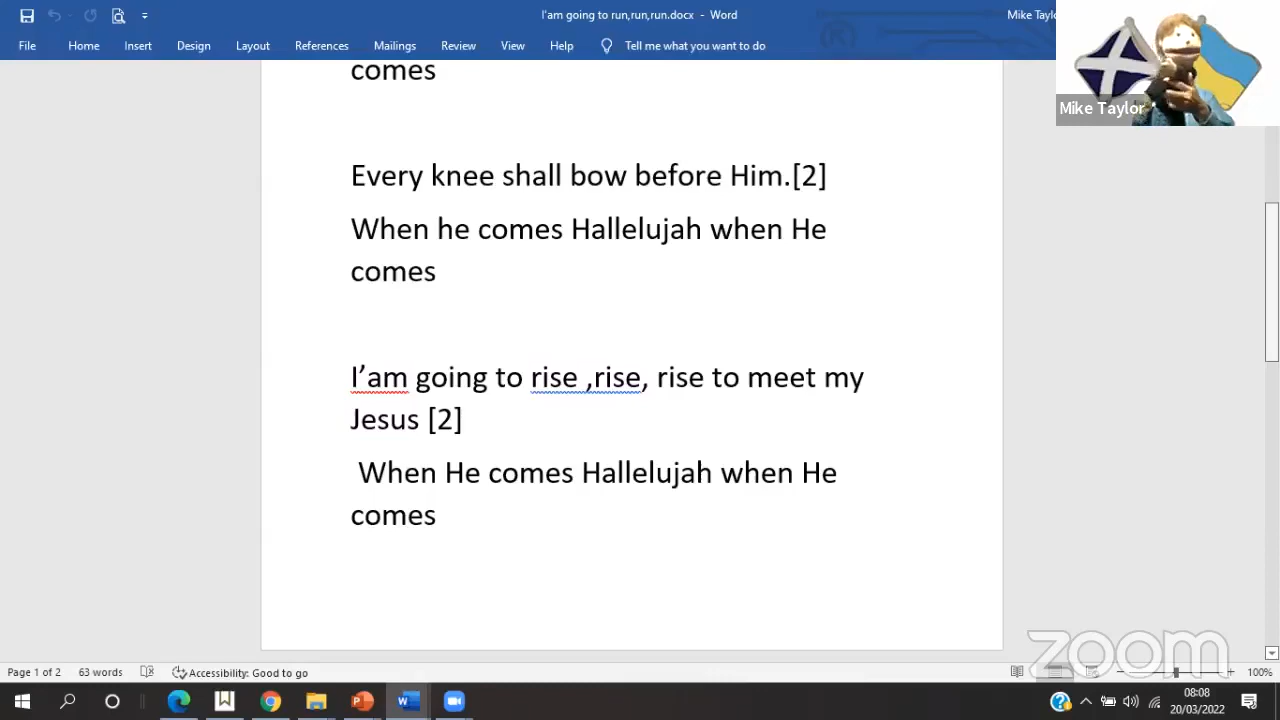 I'am going to run,run,run.docx - Word
Mike Taylo
File Home Insert Design Layout References Mailings Review View Help Tell me what you want to do
Mike Taylor
comes
Every knee shall bow before Him.[2]
When he comes Hallelujah when He
comes
I’am going to rise ,rise, rise to meet my
Jesus [2]
When He comes Hallelujah when He
comes
zoom
Page 1 of 2 63 words Accessibility: Good to go 100%
08:08
20/03/2022